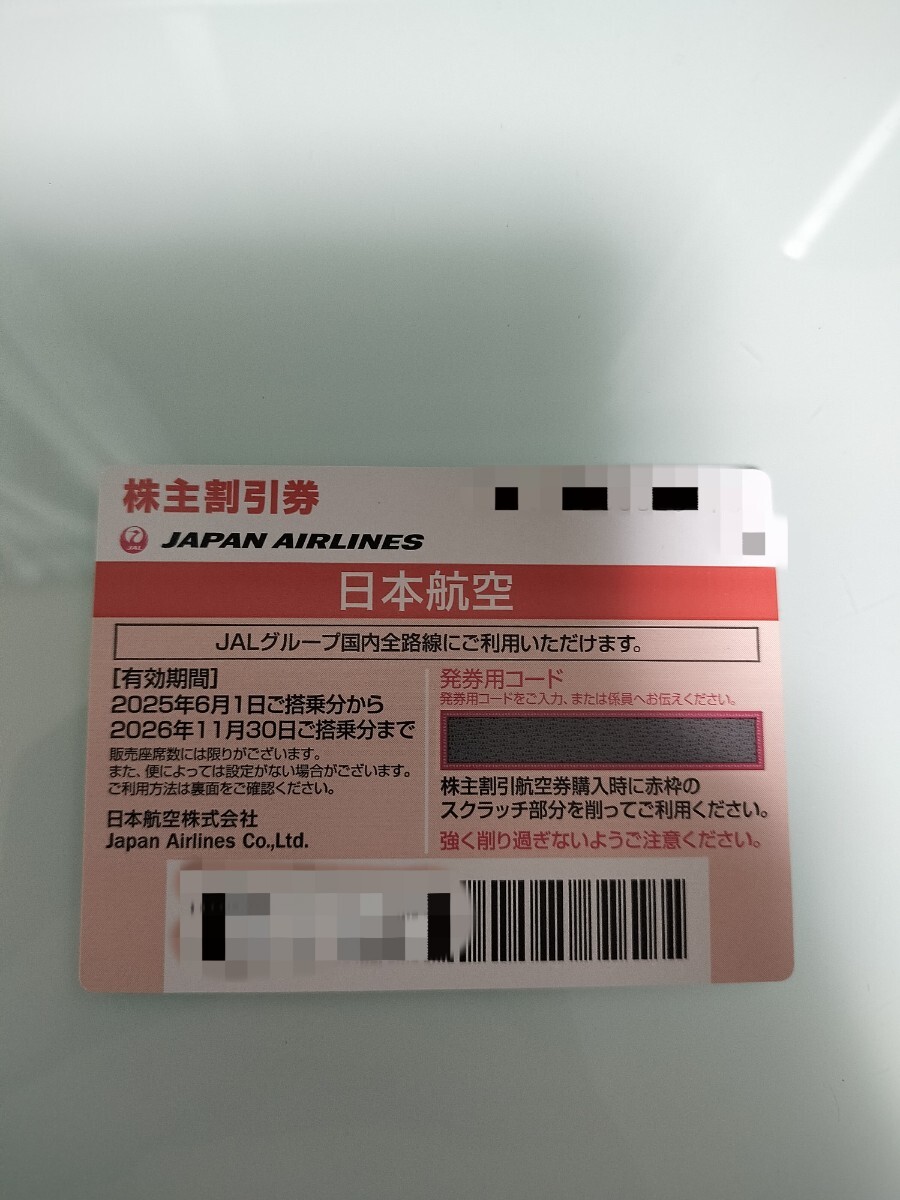 株主割引券
JAL JAPAN AIRLINES
日本航空
JALグループ国内全路線にご利用いただけます。
[有効期間]
2025年6月1日ご搭乗分から
2026年11月30日ご搭乗分まで
販売座席数には限りがございます。
また、便によっては設定がない場合がございます。
ご利用方法は裏面をご確認ください。
日本航空株式会社
Japan Airlines Co.,Ltd.
発券用コード
発券用コードをご入力、または係員へお伝えください。
株主割引航空券購入時に赤枠の
スクラッチ部分を削ってご利用ください。
強く削り過ぎないようご注意ください。